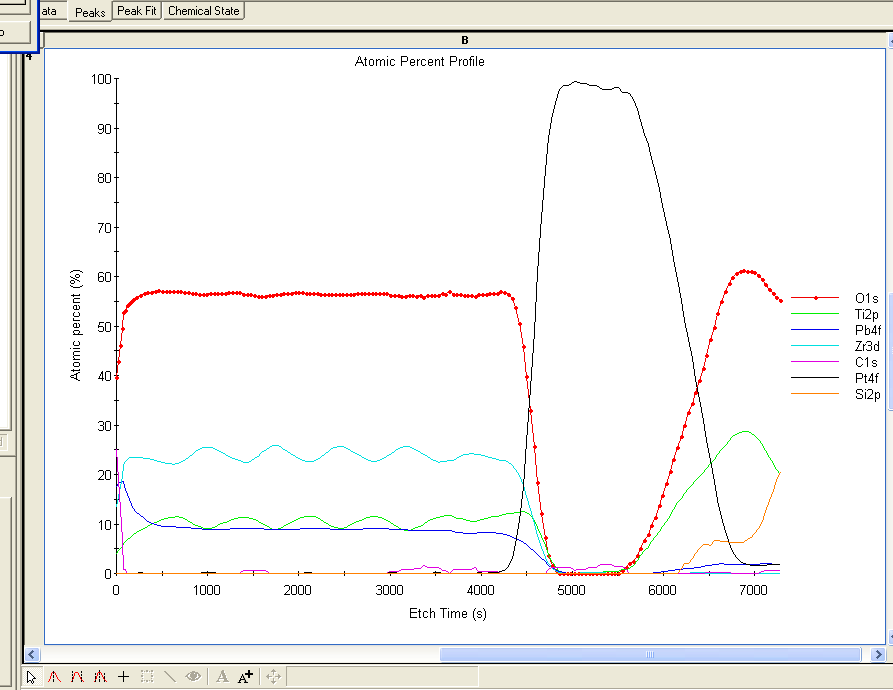 ata Peaks Peak Fit Chemical State
B
4
Atomic Percent Profile
100
90
80
70
60
50
40
30
20
10
0
Atomic percent (%)
0 1000 2000 3000 4000 5000 6000 7000
Etch Time (s)
O1s
Ti2p
Pb4f
Zr3d
C1s
Pt4f
Si2p
A A+